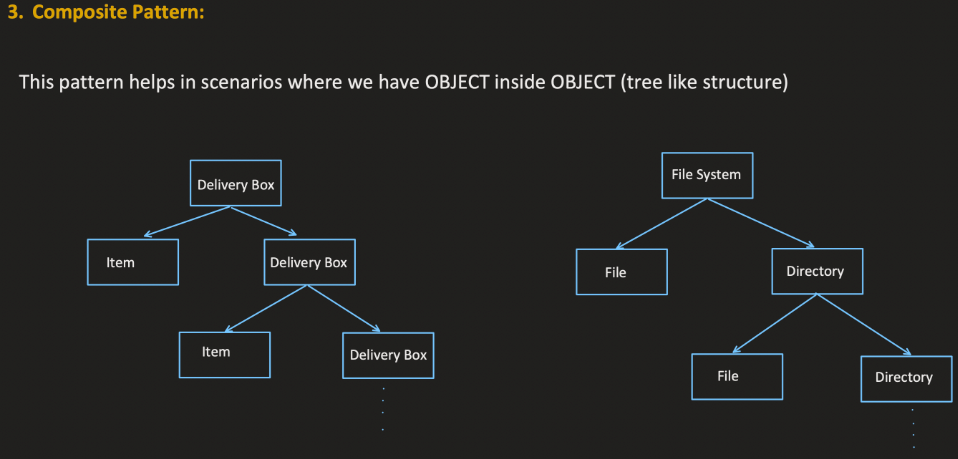 3. Composite Pattern:
This pattern helps in scenarios where we have OBJECT inside OBJECT (tree like structure)
Delivery Box
Item
Delivery Box
Item
Delivery Box
File System
File
Directory
File
Directory